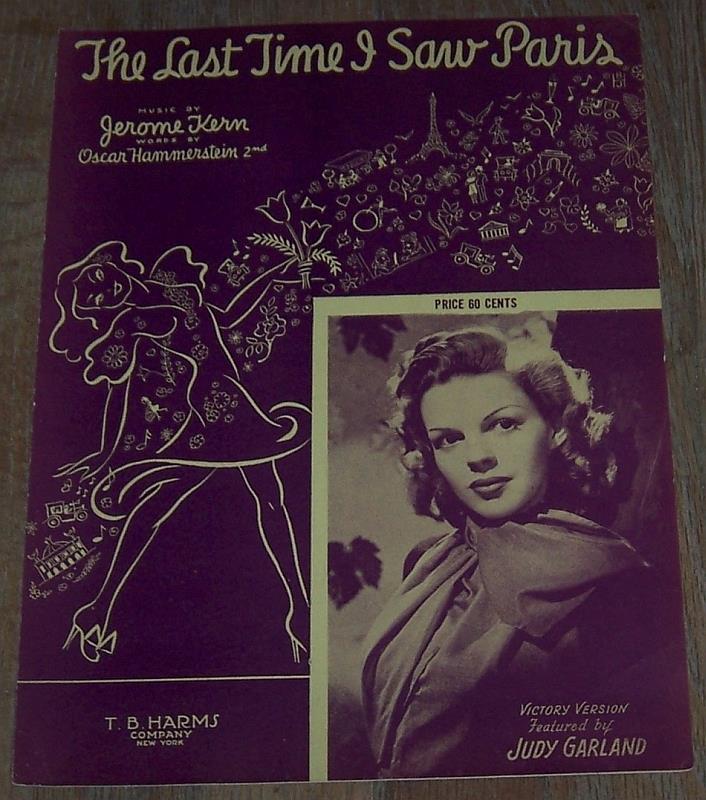 The Last Time I Saw Paris
MUSIC BY
Jerome Kern
WORDS BY
Oscar Hammerstein 2nd
PRICE 60 CENTS
VICTORY VERSION
Featured by
JUDY GARLAND
T. B. HARMS
COMPANY
NEW YORK